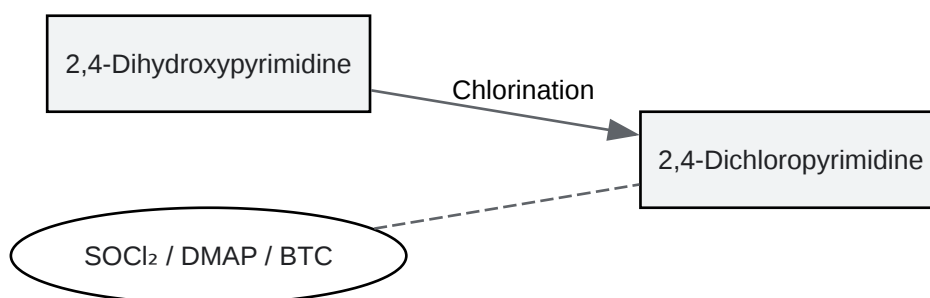 2,4-Dihydroxypyrimidine
Chlorination
2,4-Dichloropyrimidine
SOCl₂ / DMAP / BTC